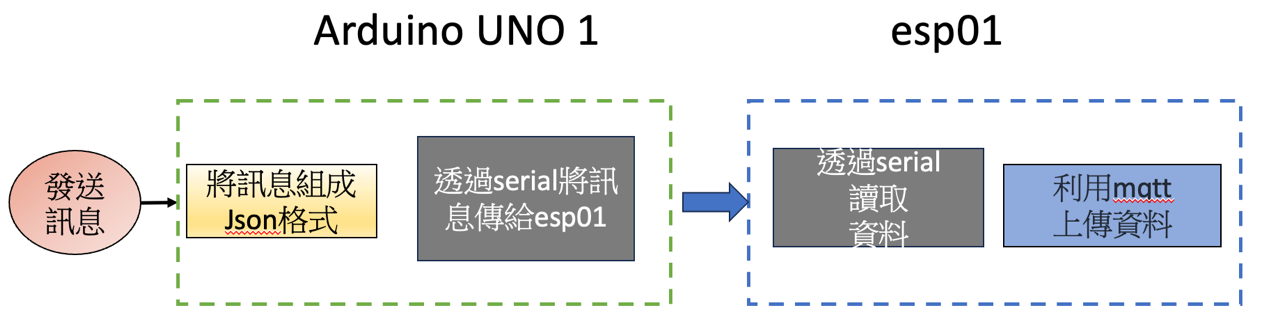 Arduino UNO 1
esp01
發送
訊息
將訊息組成
Json格式
透過serial將訊
息傳給esp01
透過serial
讀取
資料
利用mqtt
上傳資料